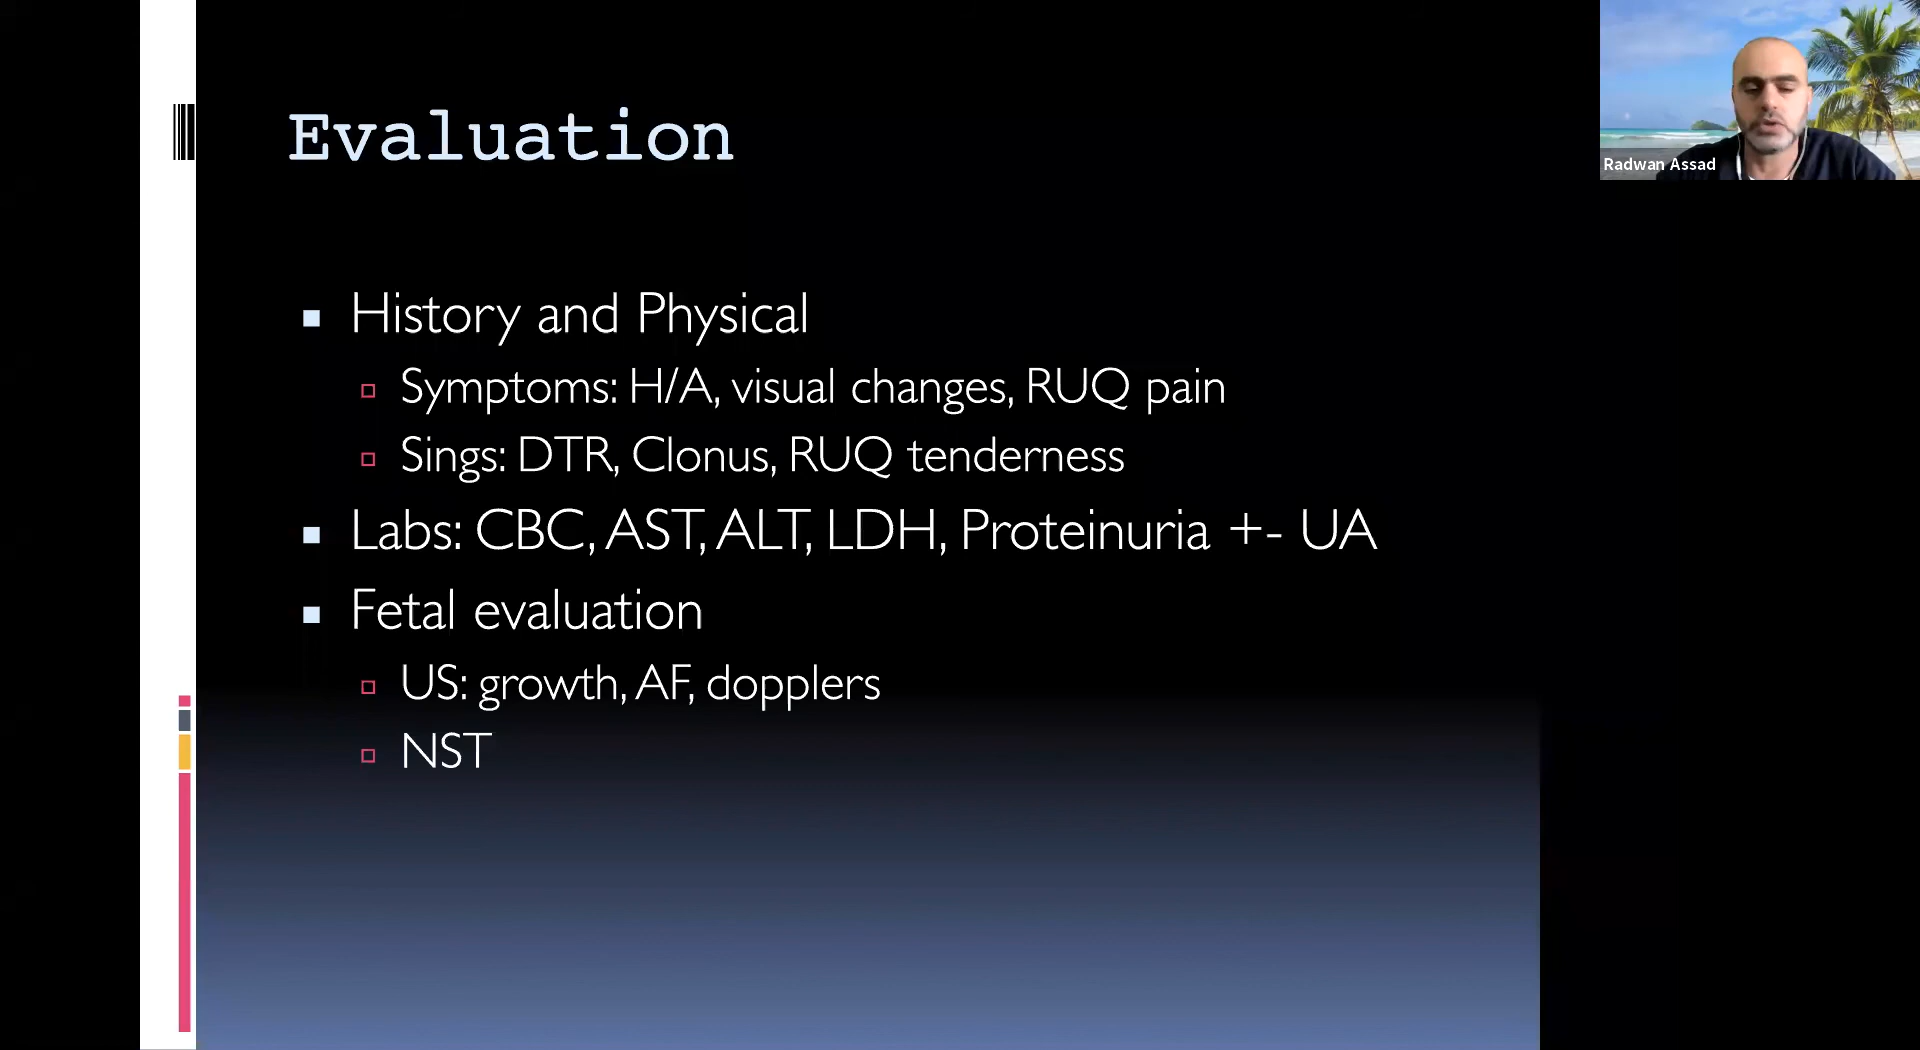 Evaluation
History and Physical
Symptoms: H/A, visual changes, RUQ pain
Sings: DTR, Clonus, RUQ tenderness
Labs: CBC, AST, ALT, LDH, Proteinuria +- UA
Fetal evaluation
US: growth, AF, dopplers
NST
Radwan Assad